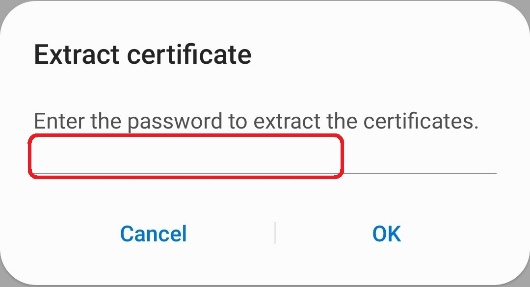 Extract certificate
Enter the password to extract the certificates.
Cancel
OK